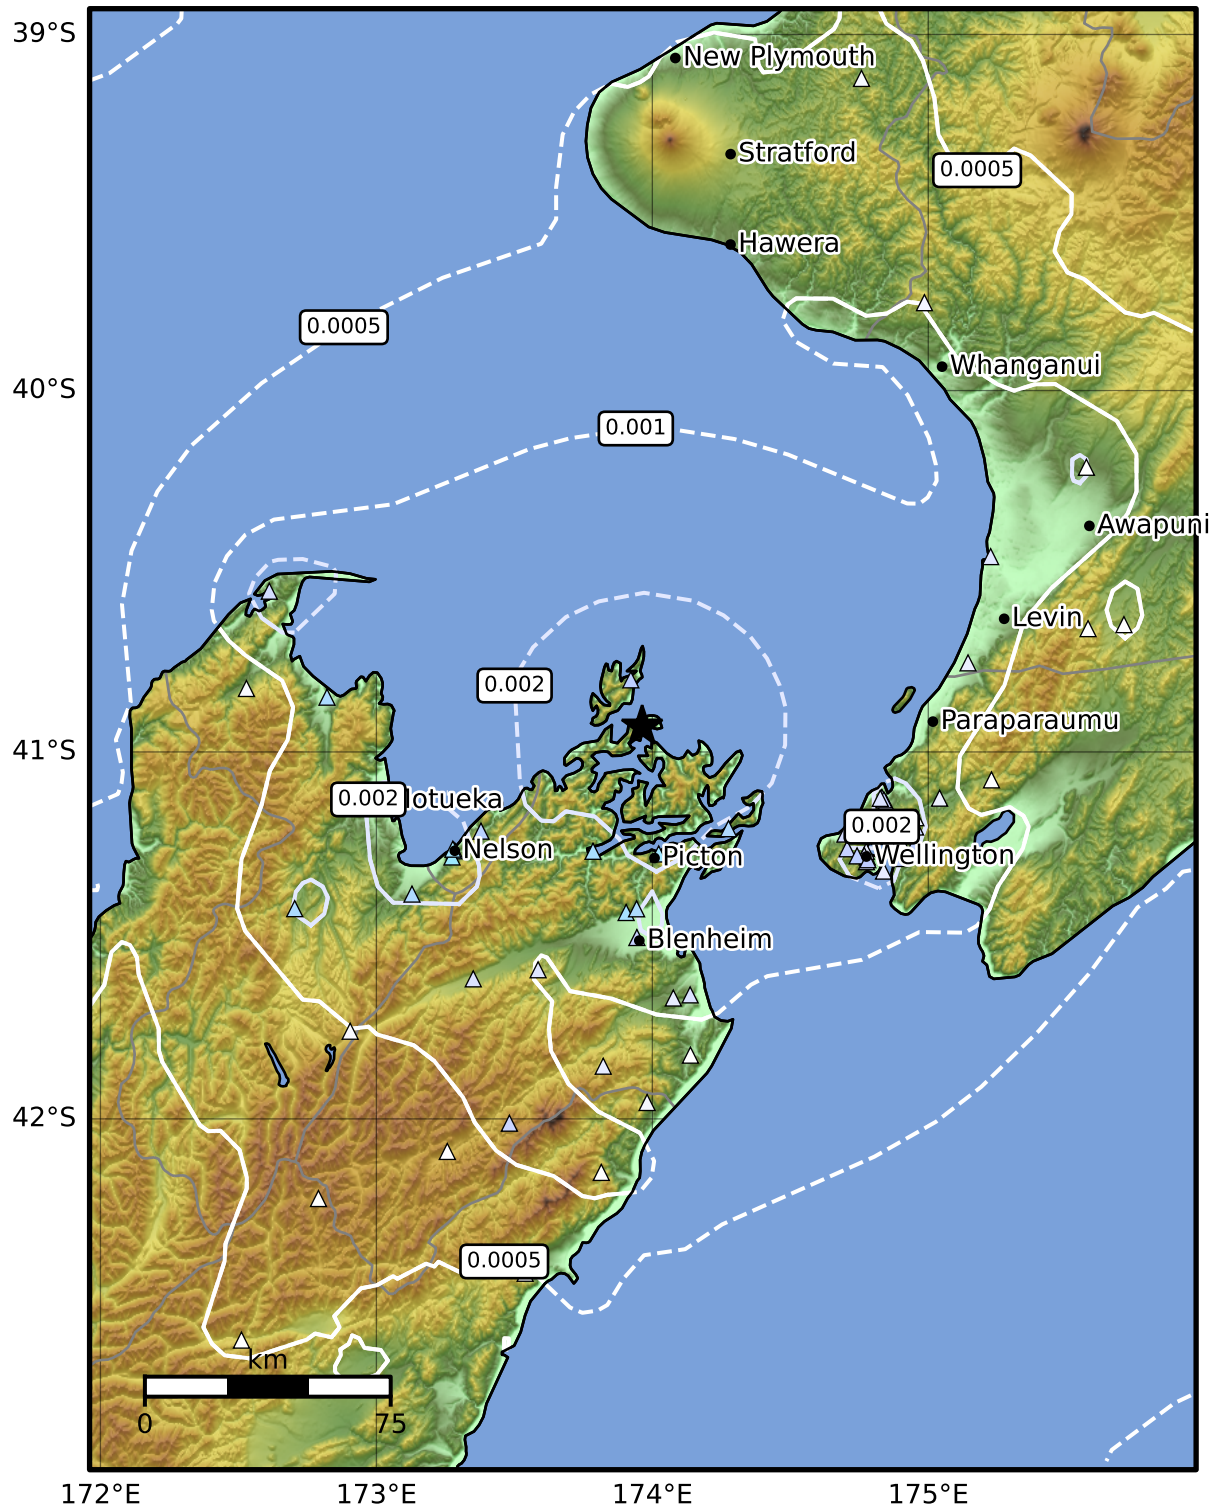 39°S
New Plymouth
Stratford
0.0005
Hawera
0.0005
Whanganui
40°S
0.001
Awapuni
Levin
0.002
Paraparaumu
41°S
0.002
lotueka
0.002
Nelson
Picton
Wellington
Blenheim
42°S
0.0005
km
0
75
172°E
173°E
174°E
175°E